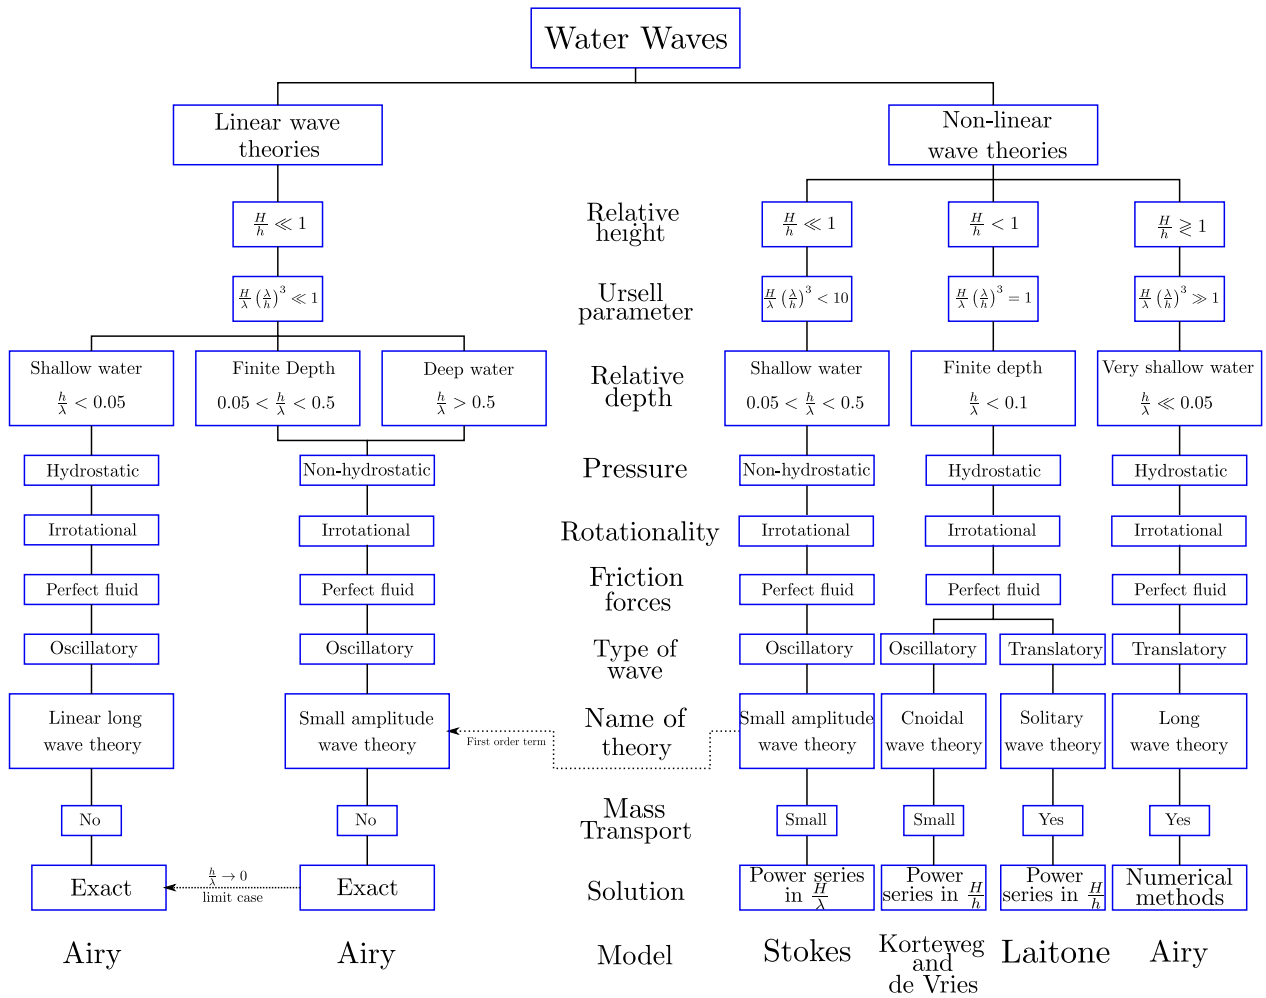 Water Waves
Linear wave
theories
Non-linear
wave theories
Relative
height
H/h ≪ 1
H/h ≪ 1
H/h < 1
H/h ≷ 1
Ursell
parameter
H/λ (λ/h)³ ≪ 1
H/λ (λ/h)³ < 10
H/λ (λ/h)³ = 1
H/λ (λ/h)³ ≫ 1
Shallow water
h/λ < 0.05
Finite Depth
0.05 < h/λ < 0.5
Deep water
h/λ > 0.5
Relative
depth
Shallow water
0.05 < h/λ < 0.5
Finite depth
h/λ < 0.1
Very shallow water
h/λ ≪ 0.05
Hydrostatic
Non-hydrostatic
Pressure
Non-hydrostatic
Hydrostatic
Hydrostatic
Irrotational
Irrotational
Rotationality
Irrotational
Irrotational
Irrotational
Perfect fluid
Perfect fluid
Friction
forces
Perfect fluid
Perfect fluid
Perfect fluid
Oscillatory
Oscillatory
Type of
wave
Oscillatory
Oscillatory
Translatory
Translatory
Linear long
wave theory
Small amplitude
wave theory
First order term
Name of
theory
Small amplitude
wave theory
Cnoidal
wave theory
Solitary
wave theory
Long
wave theory
No
No
Mass
Transport
Small
Small
Yes
Yes
Exact
h/λ → 0
limit case
Exact
Solution
Power series
in H/λ
Power
series in H/h
Power
series in H/h
Numerical
methods
Airy
Airy
Model
Stokes
Korteweg
and
de Vries
Laitone
Airy